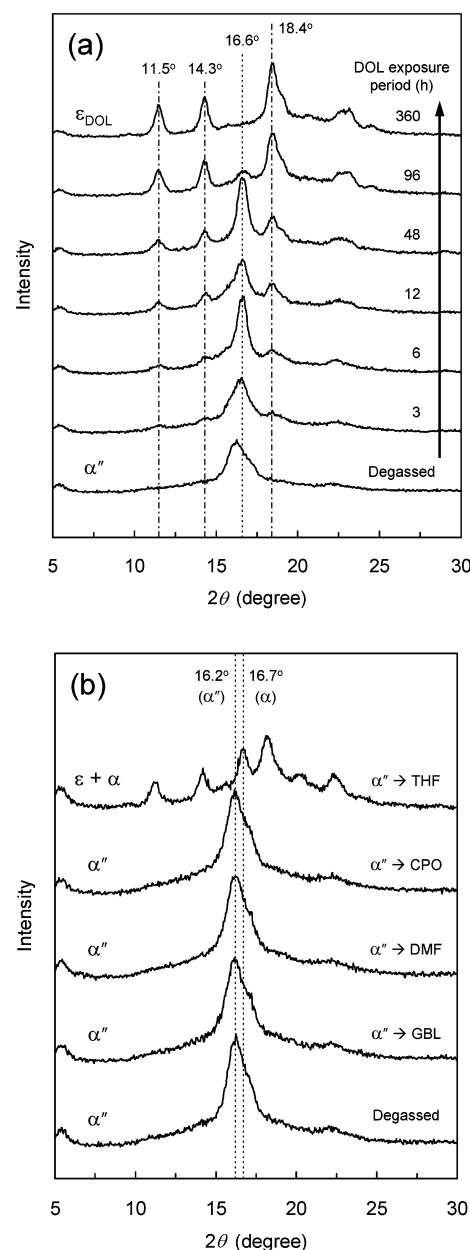 (a)
11.5° 14.3° 16.6° 18.4°
DOL exposure
period (h)
ε_DOL
360
96
48
12
6
3
α″
Degassed
Intensity
5 10 15 20 25 30
2θ (degree)
(b)
16.2° 16.7°
(α″) (α)
ε + α
α″ → THF
α″
α″ → CPO
α″
α″ → DMF
α″
α″ → GBL
α″
Degassed
Intensity
5 10 15 20 25 30
2θ (degree)